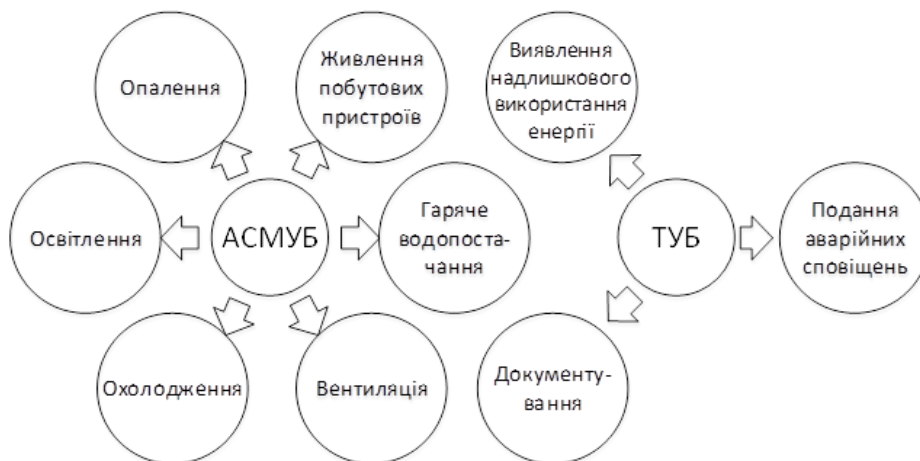 Опалення
Живлення
побутових
пристроїв
Виявлення
надлишкового
використання
енергії
Освітлення
АСМУБ
Гаряче
водопоста-
чання
ТУБ
Подання
аварійних
сповіщень
Охолодження
Вентиляція
Документу-
вання